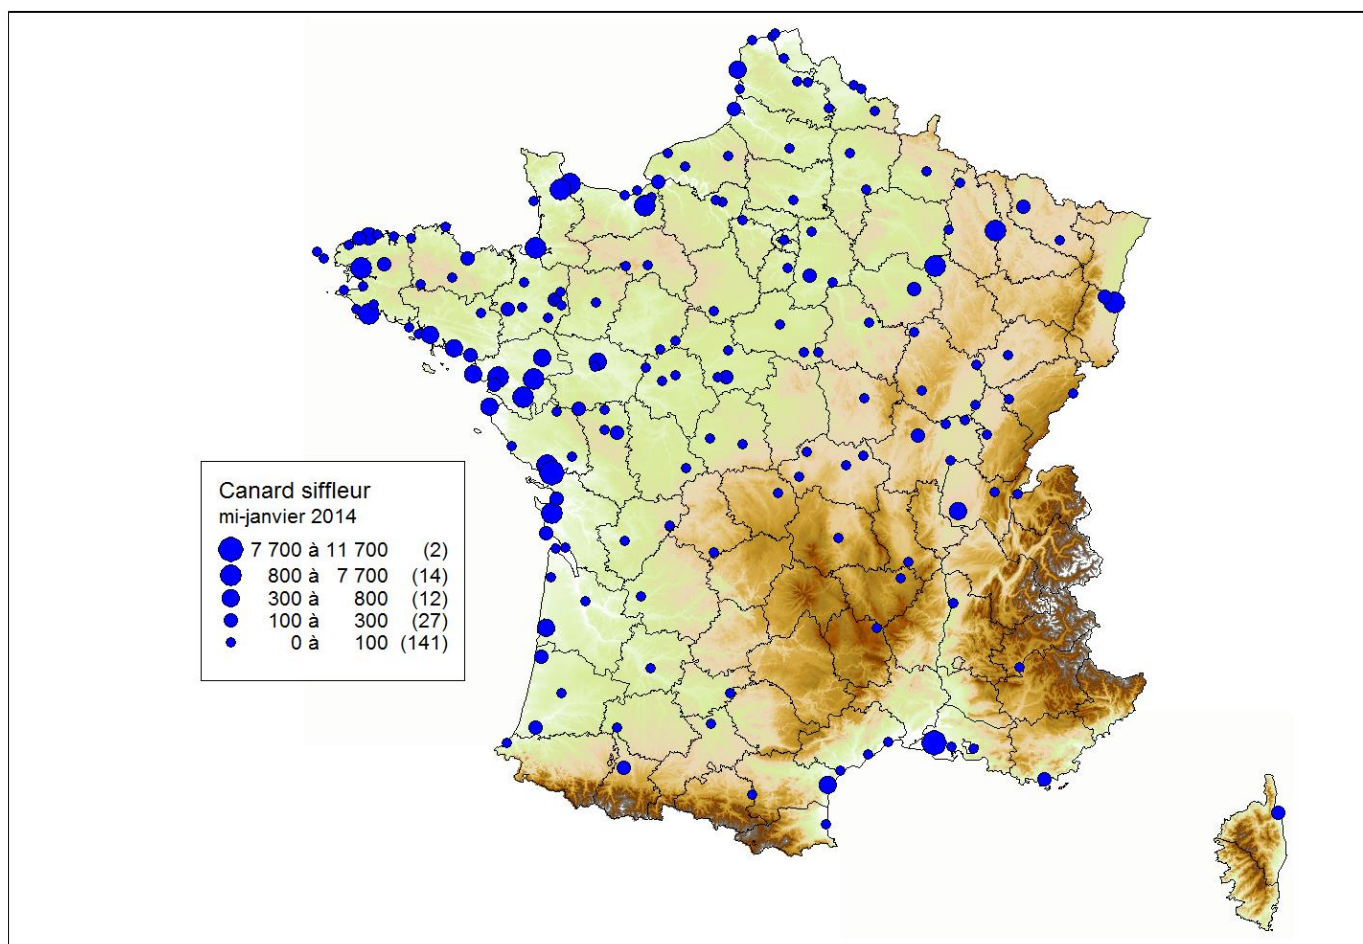 Canard siffleur
mi-janvier 2014
7 700 à 11 700 (2)
800 à 7 700 (14)
300 à 800 (12)
100 à 300 (27)
0 à 100 (141)